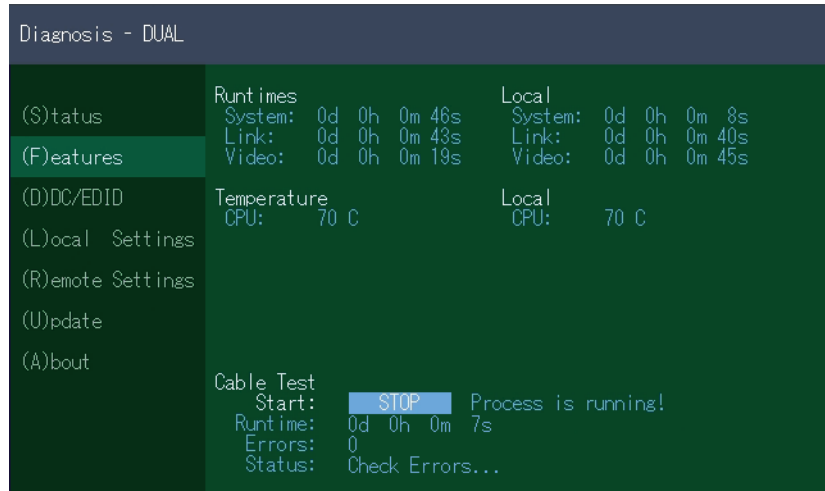 Diagnosis - DUAL
(S)tatus
(F)eatures
(D)DC/EDID
(L)ocal Settings
(R)emote Settings
(U)pdate
(A)bout
Runtimes Local
System: 0d 0h 0m 46s System: 0d 0h 0m 8s
Link: 0d 0h 0m 43s Link: 0d 0h 0m 40s
Video: 0d 0h 0m 19s Video: 0d 0h 0m 45s
Temperature Local
CPU: 70 C CPU: 70 C
Cable Test
Start: STOP Process is running!
Runtime: 0d 0h 0m 7s
Errors: 0
Status: Check Errors...